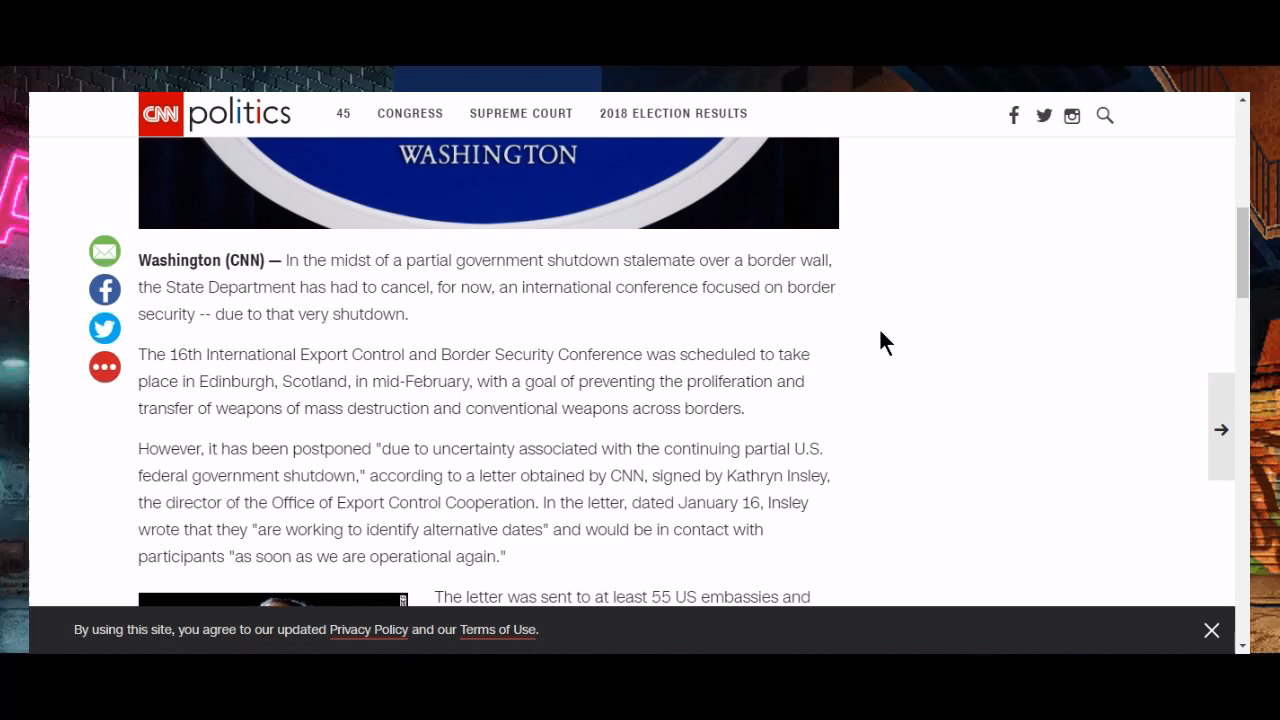 CNN politics 45 CONGRESS SUPREME COURT 2018 ELECTION RESULTS
WASHINGTON
Washington (CNN) — In the midst of a partial government shutdown stalemate over a border wall,
the State Department has had to cancel, for now, an international conference focused on border
security -- due to that very shutdown.
The 16th International Export Control and Border Security Conference was scheduled to take
place in Edinburgh, Scotland, in mid-February, with a goal of preventing the proliferation and
transfer of weapons of mass destruction and conventional weapons across borders.
However, it has been postponed "due to uncertainty associated with the continuing partial U.S.
federal government shutdown," according to a letter obtained by CNN, signed by Kathryn Insley,
the director of the Office of Export Control Cooperation. In the letter, dated January 16, Insley
wrote that they "are working to identify alternative dates" and would be in contact with
participants "as soon as we are operational again."
The letter was sent to at least 55 US embassies and
By using this site, you agree to our updated Privacy Policy and our Terms of Use.